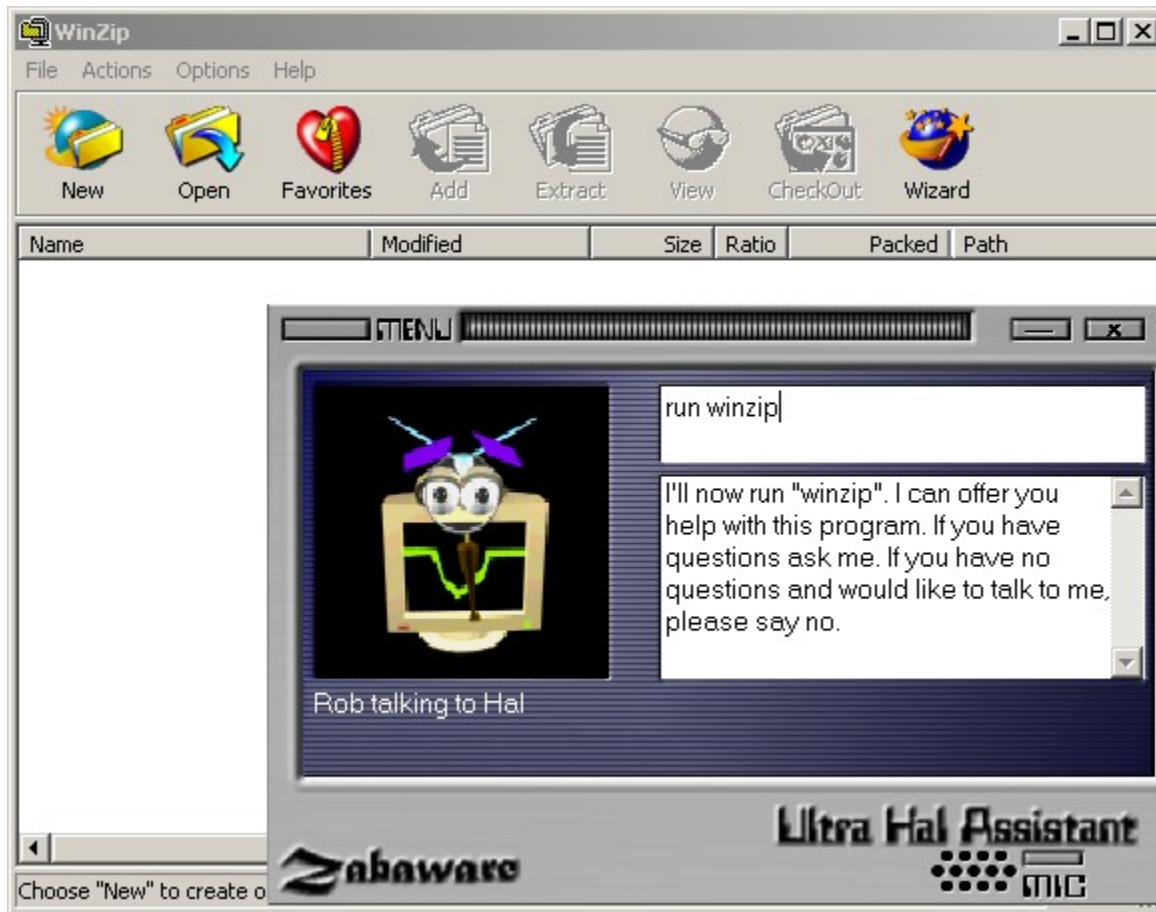 WinZip
File Actions Options Help
New Open Favorites Add Extract View CheckOut Wizard
Name Modified Size Ratio Packed Path
MENU
run winzip
I'll now run "winzip". I can offer you
help with this program. If you have
questions ask me. If you have no
questions and would like to talk to me,
please say no.
Rob talking to Hal
Ultra Hal Assistant
Zabaware
MIC
Choose "New" to create o